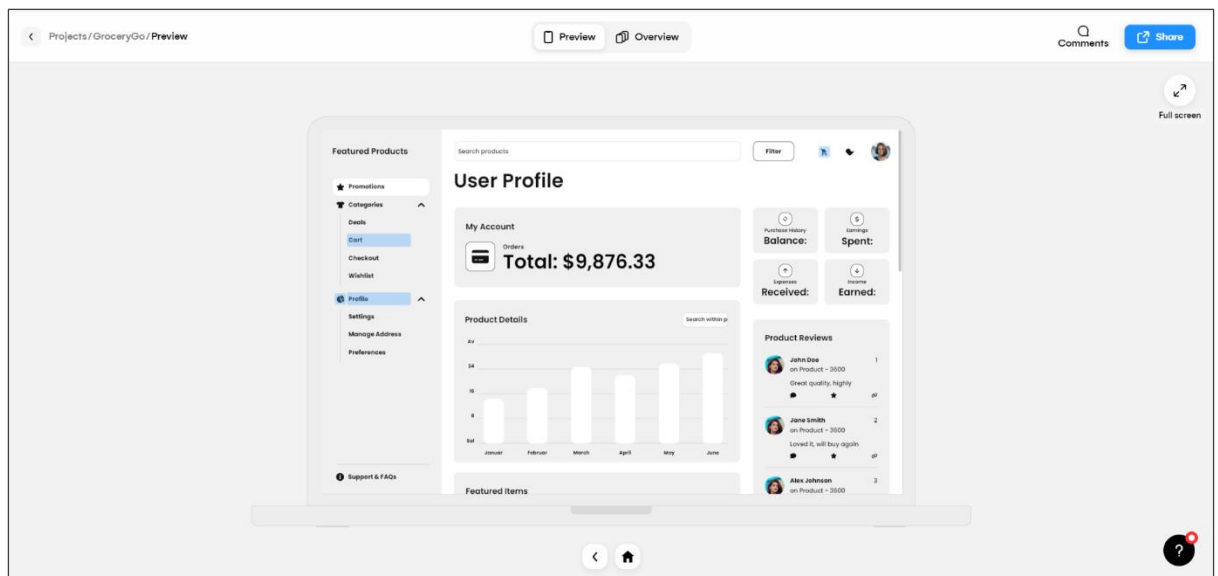 Projects/GroceryGo/Preview
Preview
Overview
Comments
Share
Full screen
Featured Products
Promotions
Categories
Deals
Cart
Checkout
Wishlist
Profile
Settings
Manage Address
Preferences
Support & FAQs
Search products
Filter
User Profile
My Account
Orders
Total: $9,876.33
Purchase History
Balance:
Earnings
Spent:
Expenses
Received:
Income
Earned:
Product Details
Search within p
24
16
8
Januar
Februar
March
April
May
June
Featured Items
Product Reviews
John Doe 1
on Product - 3600
Great quality, highly
Jane Smith 2
on Product - 3600
Loved it, will buy again
Alex Johnson 3
on Product - 3600
?